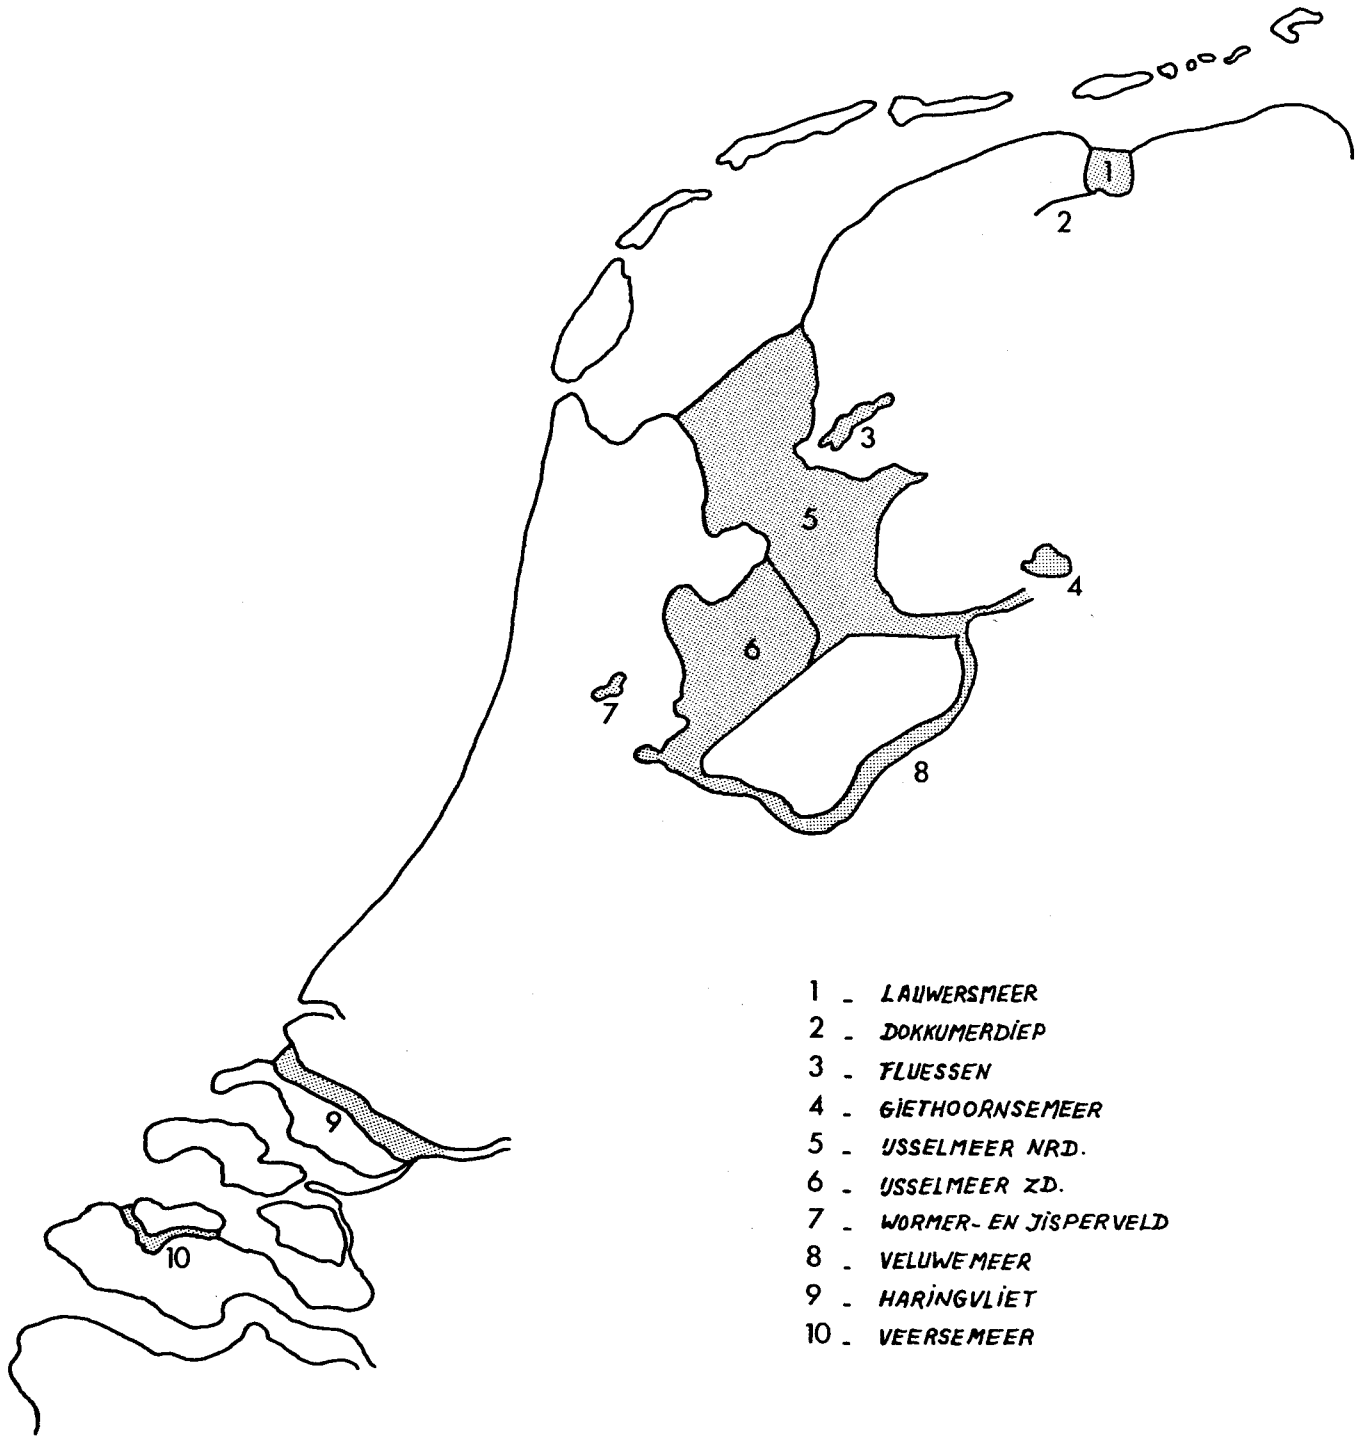 1
2
3
4
5
6
7
8
9
10
1 - LAUWERSMEER
2 - DOKKUMERDIEP
3 - FLUESSEN
4 - GIETHOORNSEMEER
5 - IJSSELMEER NRD.
6 - IJSSELMEER ZD.
7 - WORMER- EN JISPERVELD
8 - VELUWEMEER
9 - HARINGVLIET
10 - VEERSEMEER